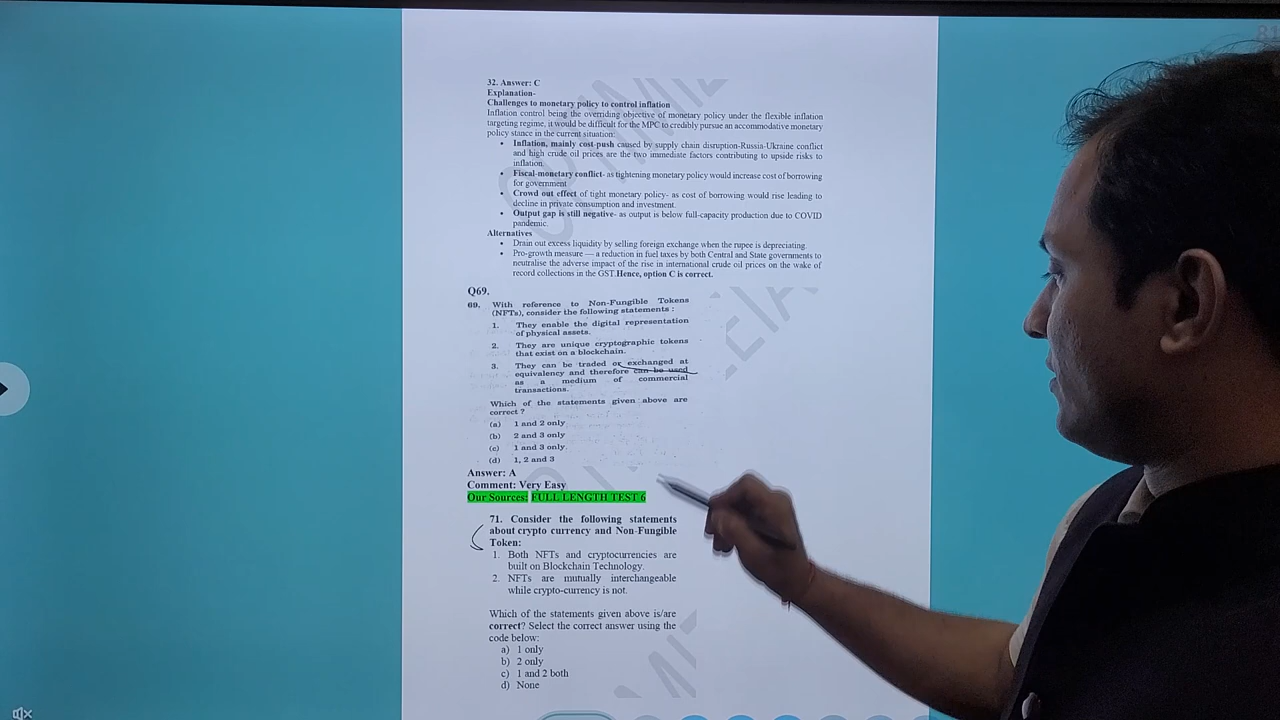 32. Answer: C
Explanation-
Challenges to monetary policy to control inflation
Inflation control being the overriding objective of monetary policy under the flexible inflation
targeting regime, it would be difficult for the MPC to credibly pursue an accommodative monetary
policy stance in the current situation:
• Inflation, mainly cost-push caused by supply chain disruption-Russia-Ukraine conflict
and high crude oil prices are the two immediate factors contributing to upside risks to
inflation.
• Fiscal-monetary conflict- as tightening monetary policy would increase cost of borrowing
for government
• Crowd out effect of tight monetary policy- as cost of borrowing would rise leading to
decline in private consumption and investment.
• Output gap is still negative- as output is below full-capacity production due to COVID
pandemic.
Alternatives
• Drain out excess liquidity by selling foreign exchange when the rupee is depreciating.
• Pro-growth measure — a reduction in fuel taxes by both Central and State governments to
neutralise the adverse impact of the rise in international crude oil prices on the wake of
record collections in the GST.Hence, option C is correct.
Q69.
69. With reference to Non-Fungible Tokens
(NFTs), consider the following statements :
1. They enable the digital representation
of physical assets.
2. They are unique cryptographic tokens
that exist on a blockchain.
3. They can be traded or exchanged at
equivalency and therefore can be used
as a medium of commercial
transactions.
Which of the statements given above are
correct ?
(a) 1 and 2 only
(b) 2 and 3 only
(c) 1 and 3 only
(d) 1, 2 and 3
Answer: A
Comment: Very Easy
Our Sources: FULL LENGTH TEST 6
71. Consider the following statements
about crypto currency and Non-Fungible
Token:
1. Both NFTs and cryptocurrencies are
built on Blockchain Technology.
2. NFTs are mutually interchangeable
while crypto-currency is not.
Which of the statements given above is/are
correct? Select the correct answer using the
code below:
a) 1 only
b) 2 only
c) 1 and 2 both
d) None